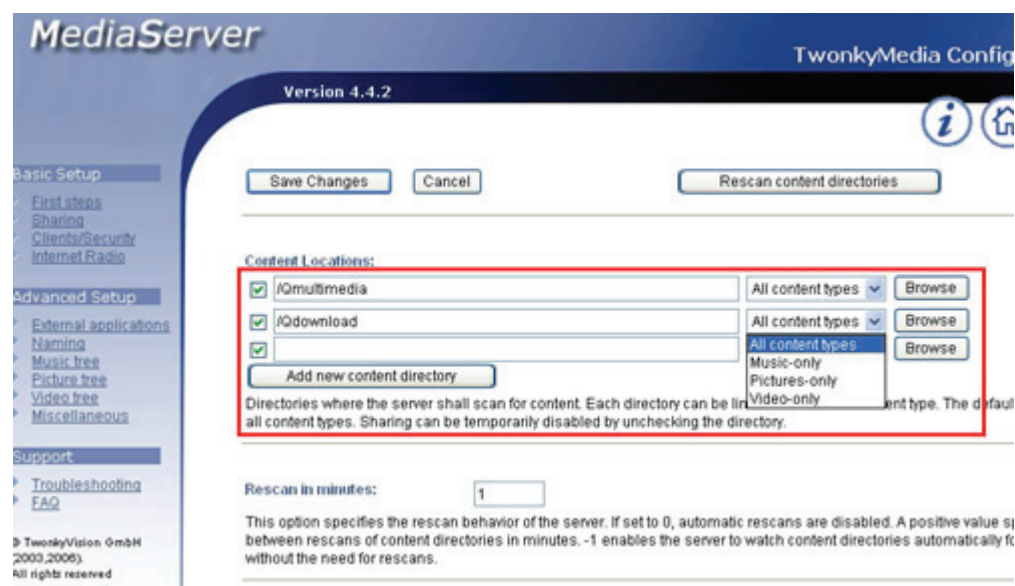 MediaServer
TwonkyMedia Config
Version 4.4.2
Basic Setup
First steps
Sharing
Clients/Security
Internet Radio
Advanced Setup
External applications
Naming
Music tree
Picture tree
Video tree
Miscellaneous
Support
Troubleshooting
FAQ
© TwonkyVision GmbH
(2003,2006).
All rights reserved
Save Changes
Cancel
Rescan content directories
Content Locations:
/Qmultimedia
All content types
Browse
/Qdownload
All content types
Browse
All content types
Browse
Music-only
Pictures-only
Video-only
Add new content directory
Directories where the server shall scan for content. Each directory can be lin ent type. The defaul
all content types. Sharing can be temporarily disabled by unchecking the directory.
Rescan in minutes:
1
This option specifies the rescan behavior of the server. If set to 0, automatic rescans are disabled. A positive value sp
between rescans of content directories in minutes. -1 enables the server to watch content directories automatically fo
without the need for rescans.